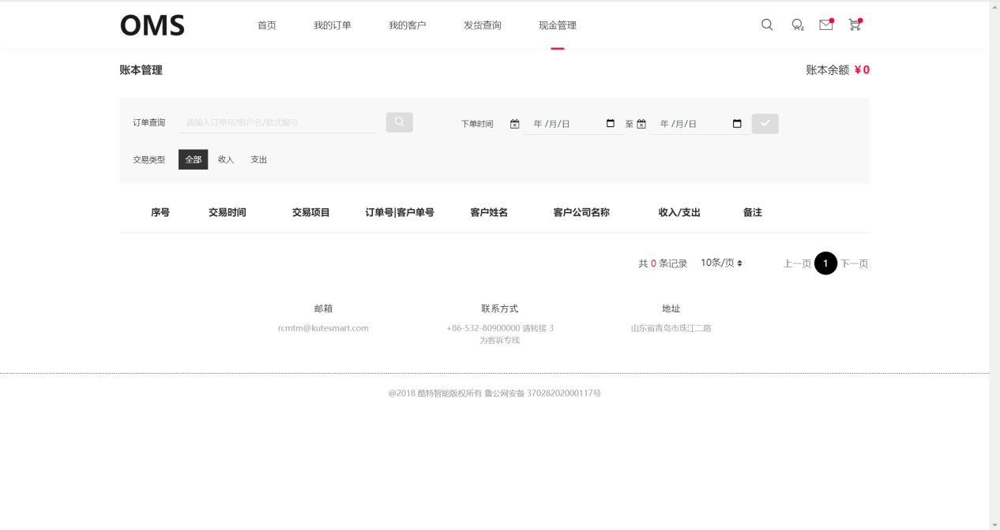 OMS 首页 我的订单 我的客户 发货查询 现金管理
账本管理 账本余额 ¥0
订单查询 请输入订单号/客户名/款式编号 下单时间 年/月/日 至 年/月/日
交易类型 全部 收入 支出
序号 交易时间 交易项目 订单号|客户单号 客户姓名 客户公司名称 收入/支出 备注
共 0 条记录 10条/页 上一页 1 下一页
邮箱 联系方式 地址
rcmtm@kutesmart.com +86-532-80900000 请转接 3 山东省青岛市珠江二路
为客诉专线
@2018 酷特智能版权所有 鲁公网安备 37028202000117号